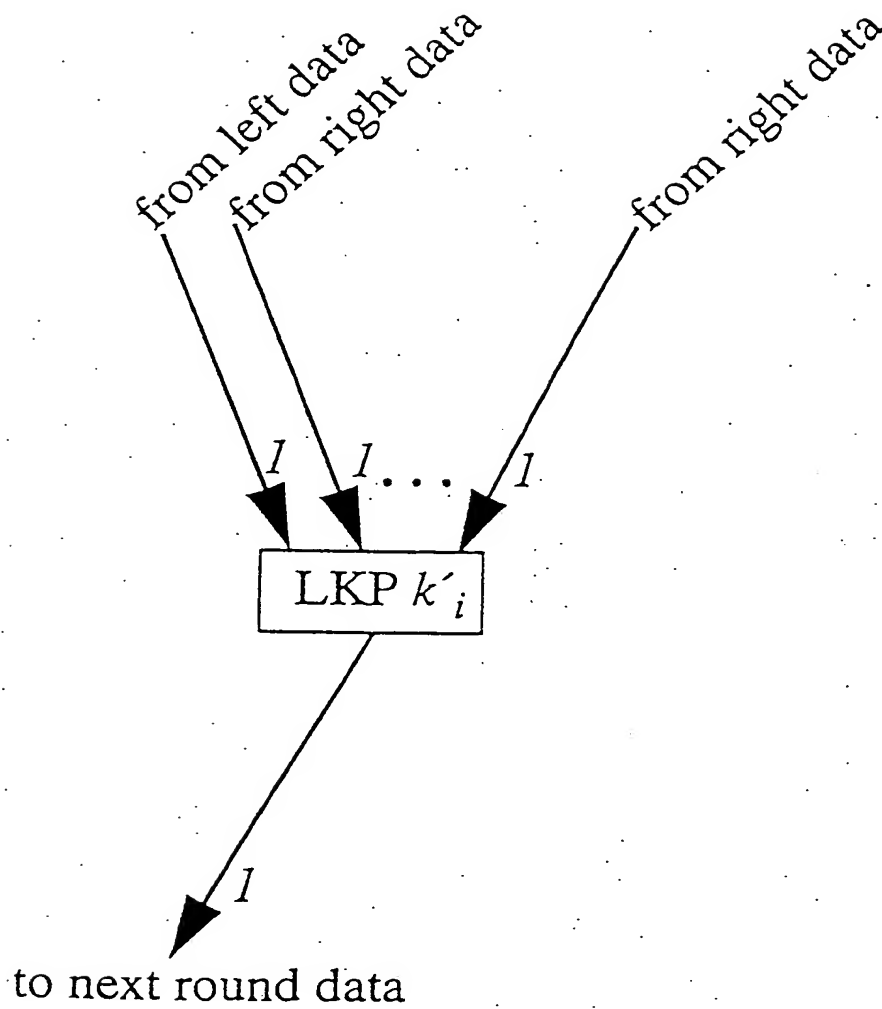 from left data
from right data
from right data
1
1
...
1
LKP k´i
1
to next round data